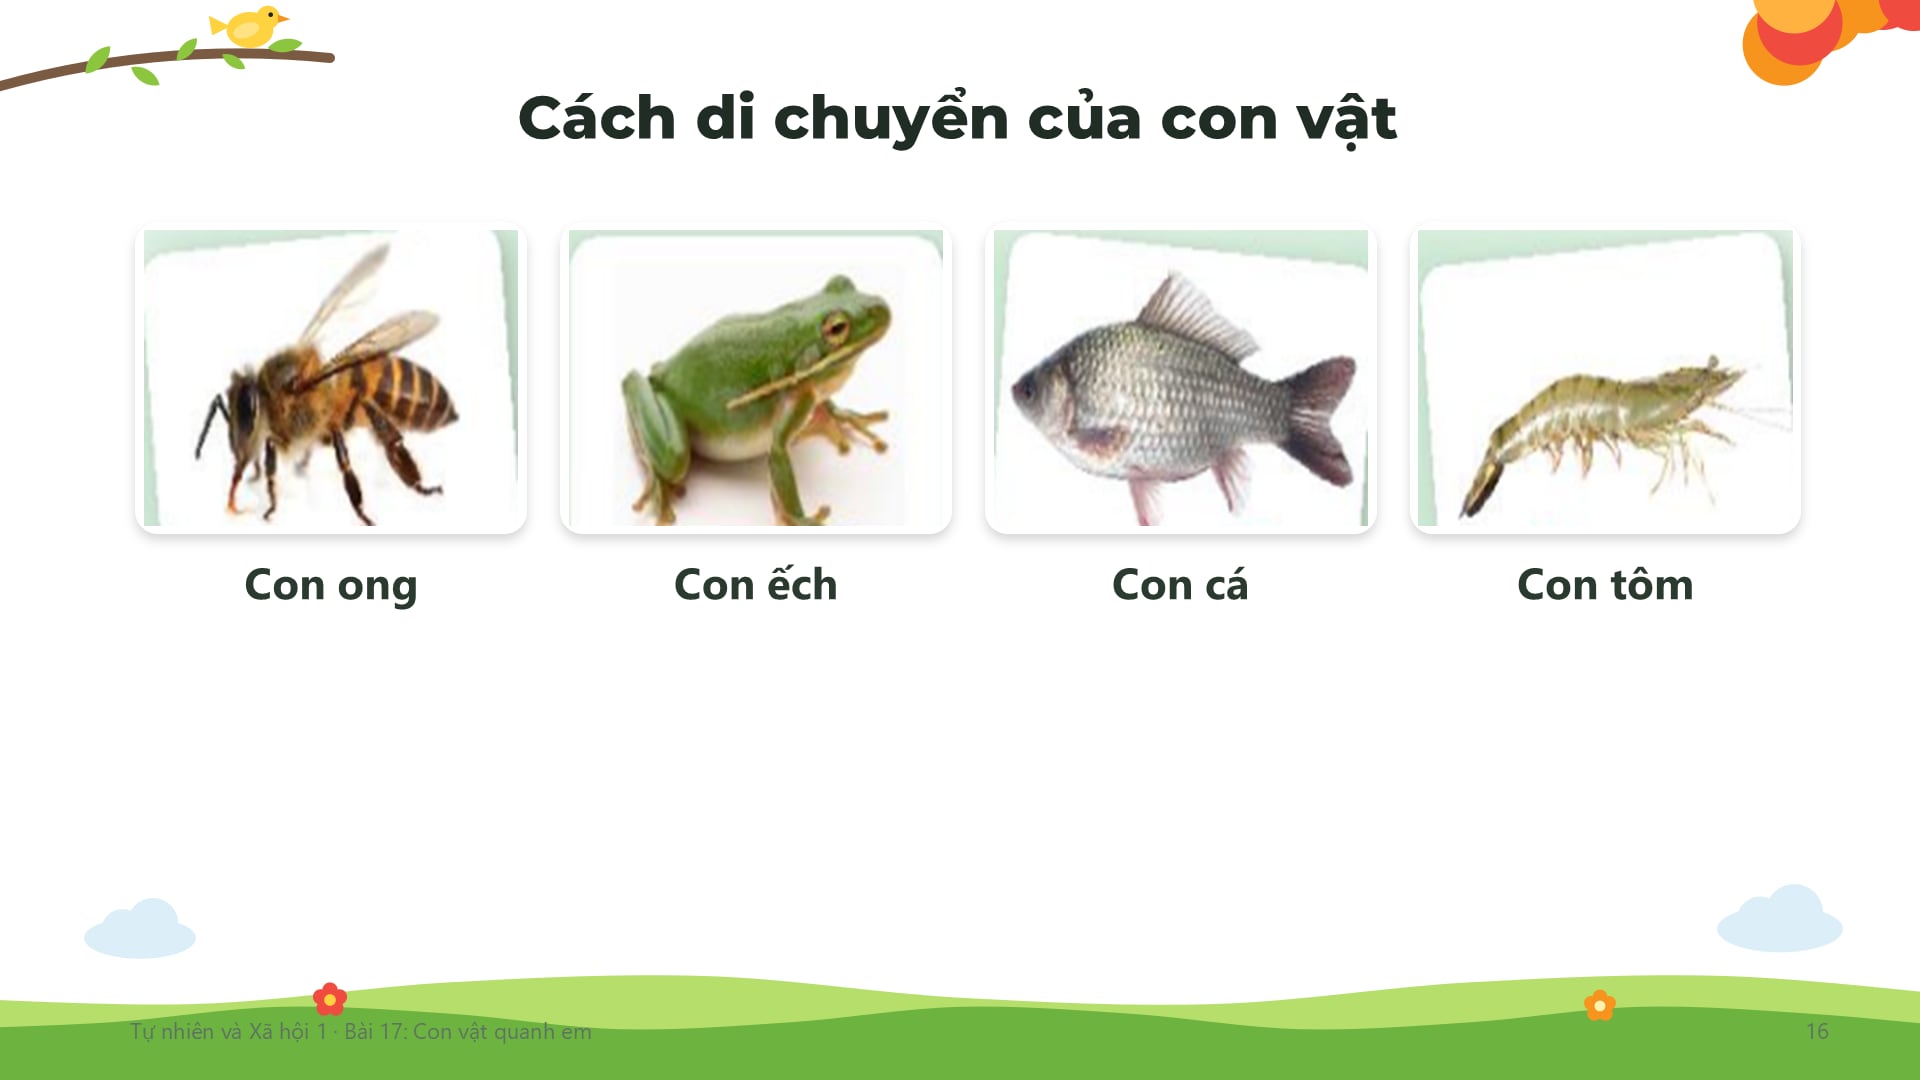 Cách di chuyển của con vật
Con ong
Con ếch
Con cá
Con tôm
Tự nhiên và Xã hội 1 · Bài 17: Con vật quanh em
16